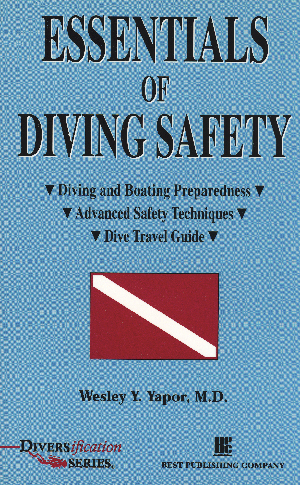 ESSENTIALS
OF
DIVING SAFETY
▼ Diving and Boating Preparedness ▼
▼ Advanced Safety Techniques ▼
▼ Dive Travel Guide ▼
Wesley Y. Yapor, M.D.
DIVERSification
SERIES
BEST PUBLISHING COMPANY